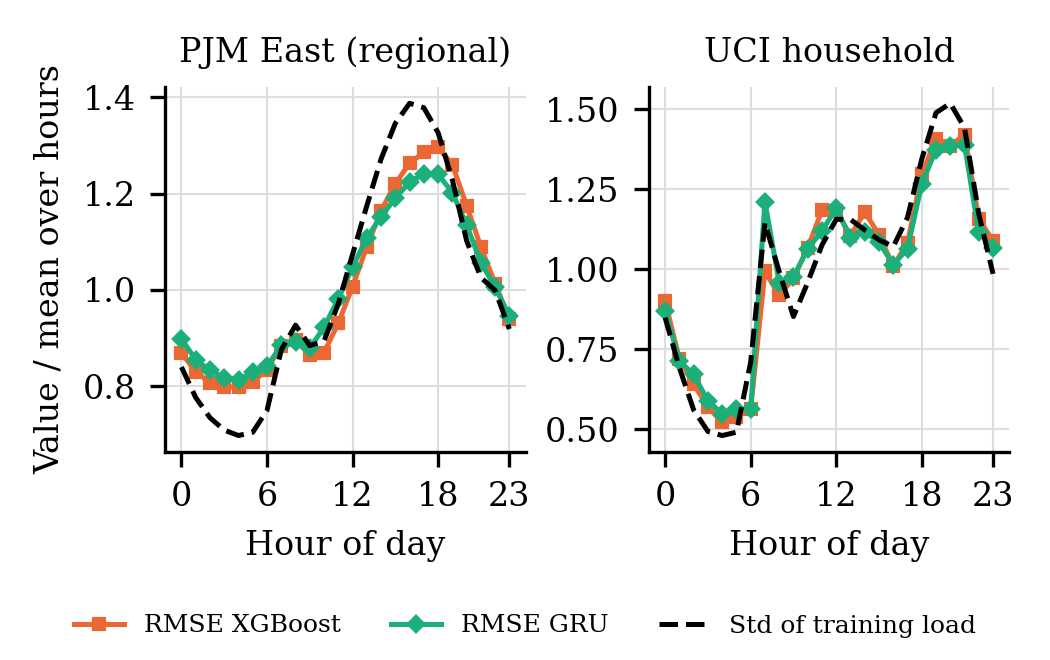 PJM East (regional)
UCI household
Value / mean over hours
1.4
1.2
1.0
0.8
1.50
1.25
1.00
0.75
0.50
0 6 12 18 23
0 6 12 18 23
Hour of day
Hour of day
RMSE XGBoost
RMSE GRU
Std of training load